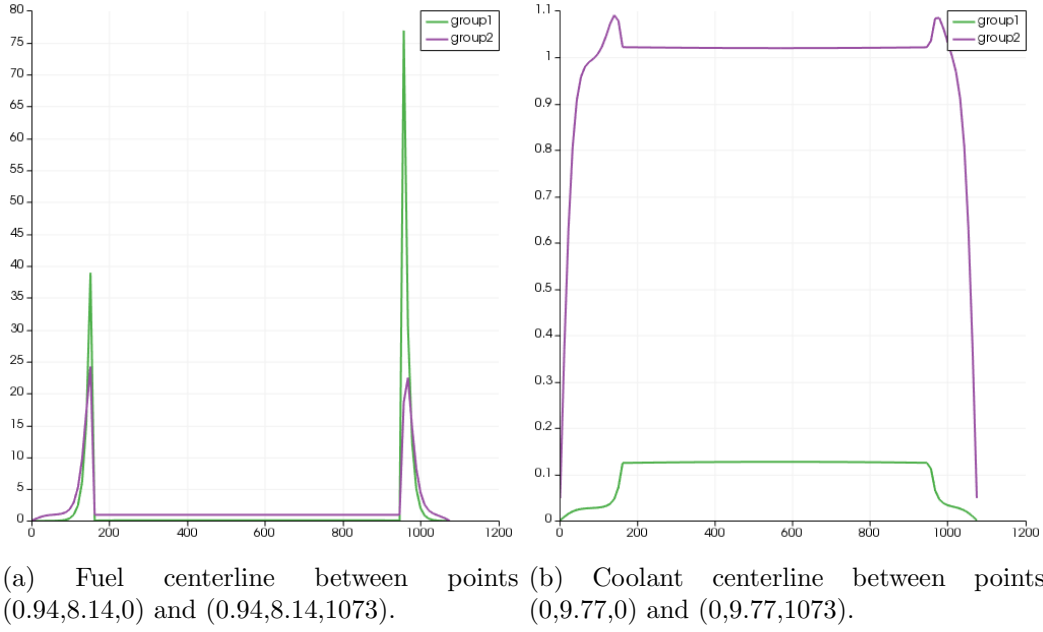 80
75
70
65
60
55
50
45
40
35
30
25
20
15
10
5
0
0 200 400 600 800 1000 1200
group1
group2
1.1
1
0.9
0.8
0.7
0.6
0.5
0.4
0.3
0.2
0.1
0
0 200 400 600 800 1000 1200
group1
group2
(a) Fuel centerline between points
(0.94,8.14,0) and (0.94,8.14,1073).
(b) Coolant centerline between points
(0,9.77,0) and (0,9.77,1073).